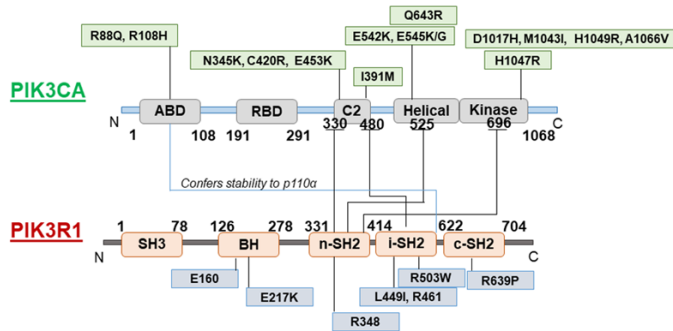 Q643R
R88Q, R108H
E542K, E545K/G
D1017H, M1043I, H1049R, A1066V
N345K, C420R, E453K
H1047R
I391M
PIK3CA
ABD
RBD
C2
Helical
Kinase
N
C
1
108
191
291
330
480
525
696
1068
Confers stability to p110α
PIK3R1
1
78
126
278
331
414
622
704
SH3
BH
n-SH2
i-SH2
c-SH2
N
C
E160
R503W
R639P
E217K
L449I, R461
R348